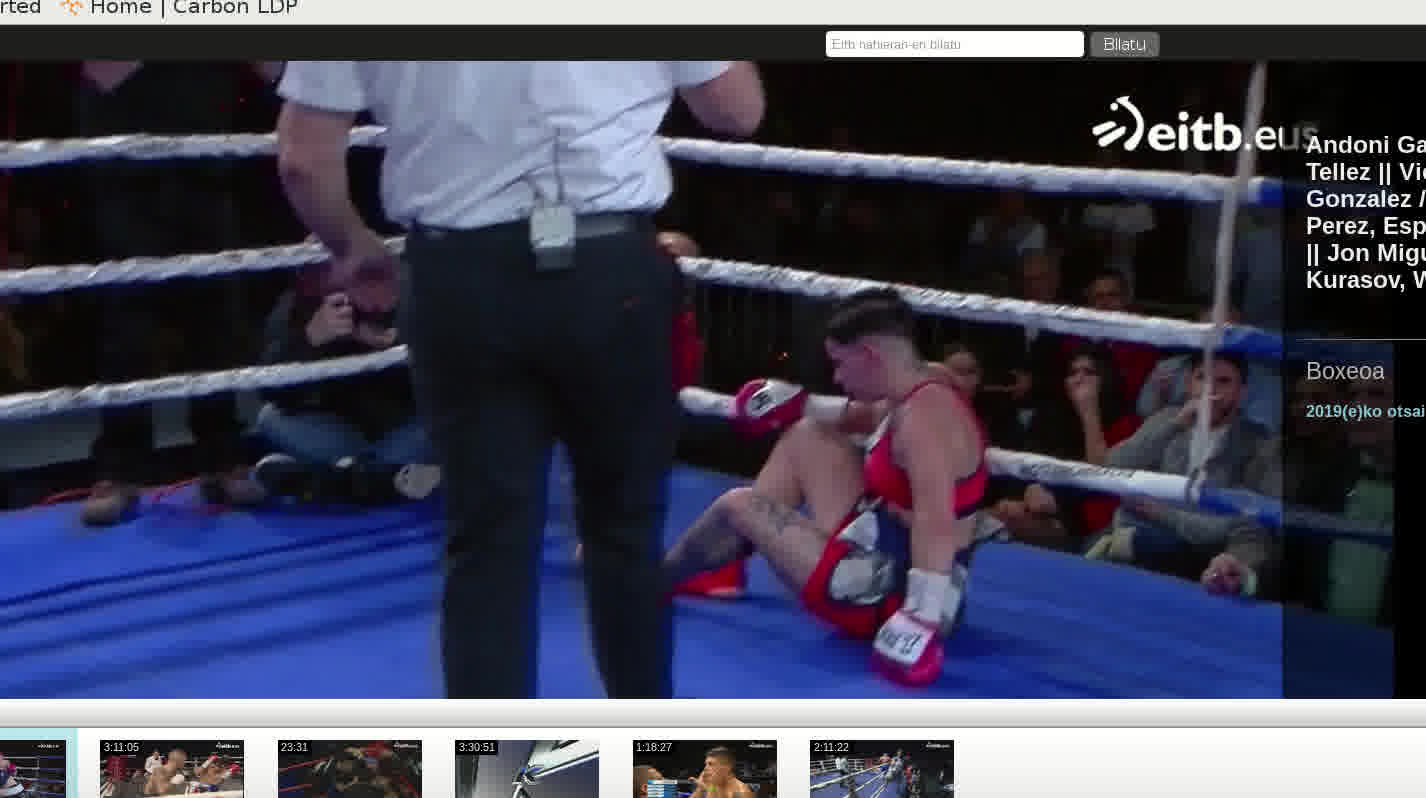 rted Home | Carbon LDP
Eitb nahieran-en bilatu Bilatu
eitb.eus
Andoni Ga
Tellez || Vi
Gonzalez /
Perez, Esp
|| Jon Migu
Kurasov, W
Boxeoa
2019(e)ko otsai
3:11:05 23:31 3:30:51 1:18:27 2:11:22